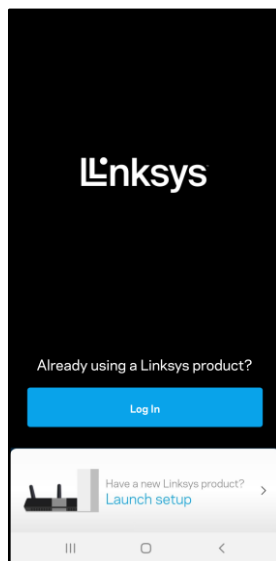 Linksys
Already using a Linksys product?
Log In
Have a new Linksys product?
Launch setup